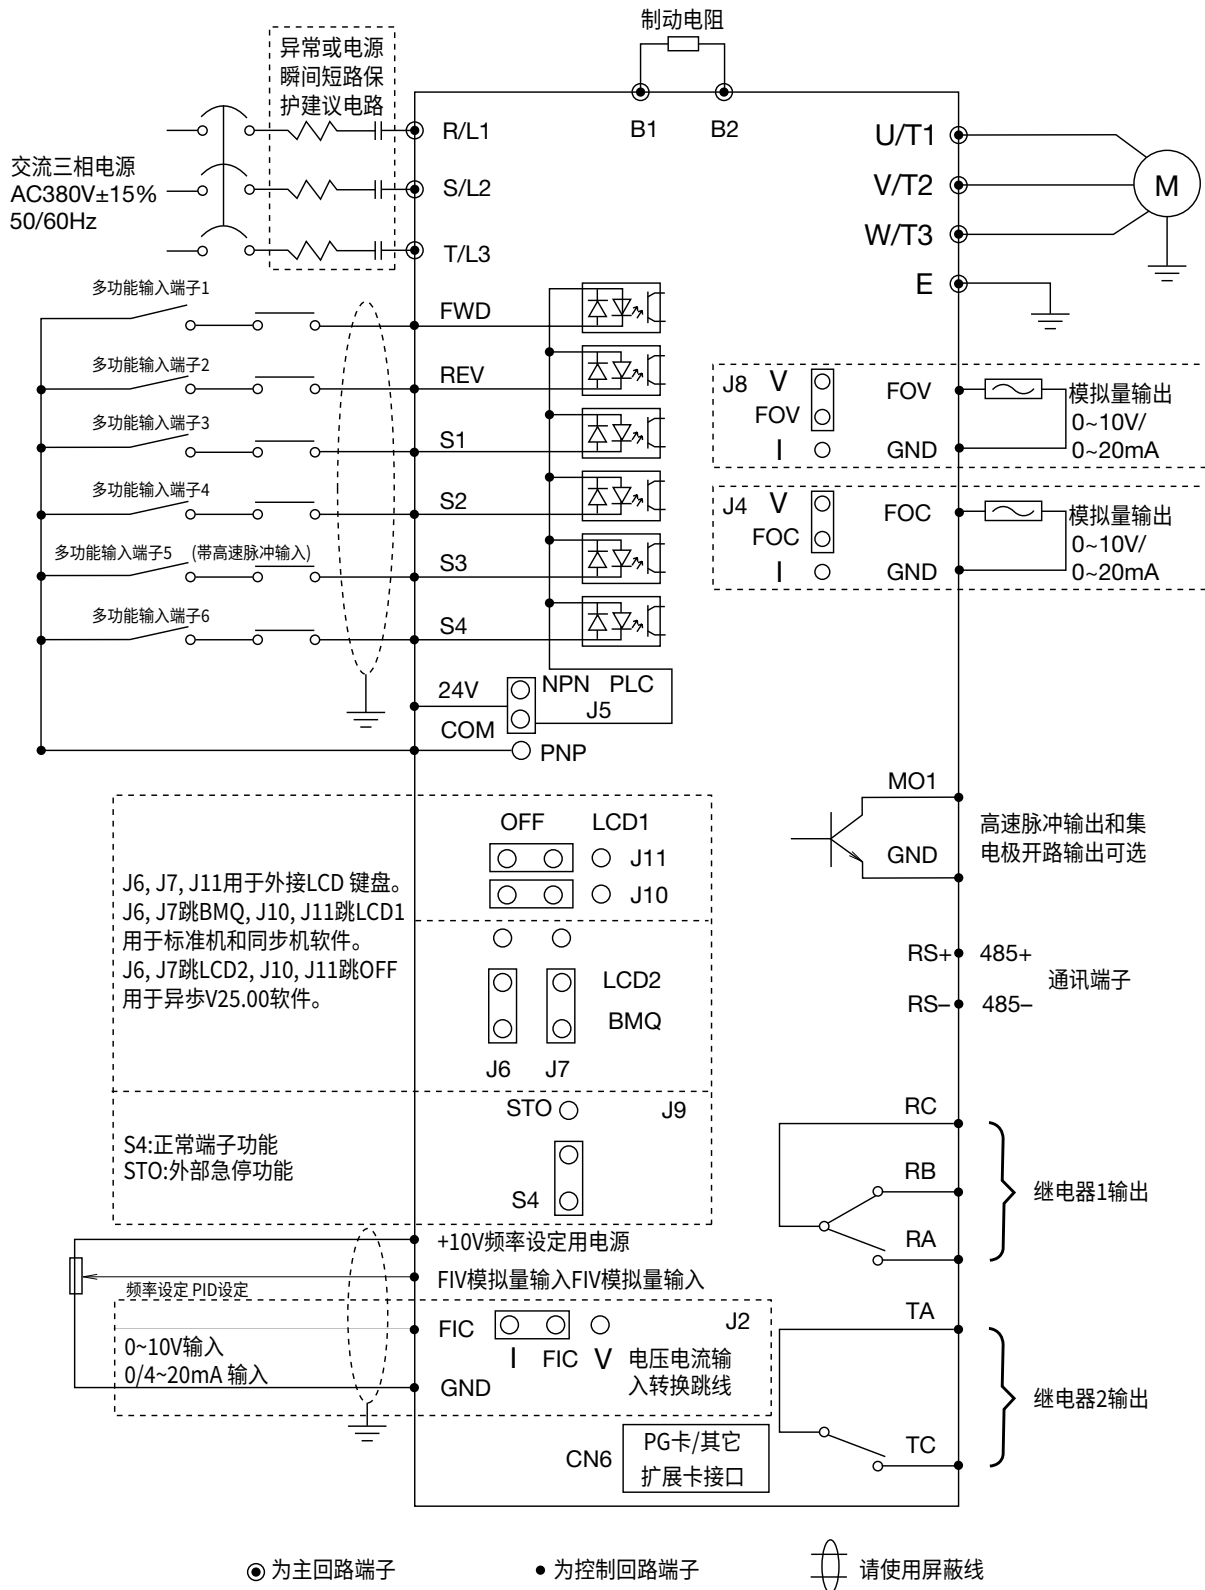 制动电阻
异常或电源
瞬间短路保
护建议电路
B1 B2
R/L1
S/L2
T/L3
交流三相电源
AC380V±15%
50/60Hz
U/T1
V/T2
W/T3
M
E
多功能输入端子1
FWD
多功能输入端子2
REV
多功能输入端子3
S1
多功能输入端子4
S2
多功能输入端子5 (带高速脉冲输入)
S3
多功能输入端子6
S4
24V
COM
NPN PLC
J5
PNP
J8 V
FOV
I
FOV
GND
模拟量输出
0~10V/
0~20mA
J4 V
FOC
I
FOC
GND
模拟量输出
0~10V/
0~20mA
MO1
GND
高速脉冲输出和集
电极开路输出可选
OFF LCD1
J11
J10
J6, J7, J11用于外接LCD 键盘。
J6, J7跳BMQ, J10, J11跳LCD1
用于标准机和同步机软件。
J6, J7跳LCD2, J10, J11跳OFF
用于异步V25.00软件。
LCD2
BMQ
J6 J7
RS+ 485+
RS– 485–
通讯端子
STO J9
S4:正常端子功能
STO:外部急停功能
S4
RC
RB
RA
继电器1输出
+10V频率设定用电源
FIV模拟量输入FIV模拟量输入
频率设定 PID设定
FIC J2
0~10V输入
0/4~20mA 输入
I FIC V 电压电流输
入转换跳线
GND
TA
TC
继电器2输出
CN6
PG卡/其它
扩展卡接口
为主回路端子 为控制回路端子 请使用屏蔽线